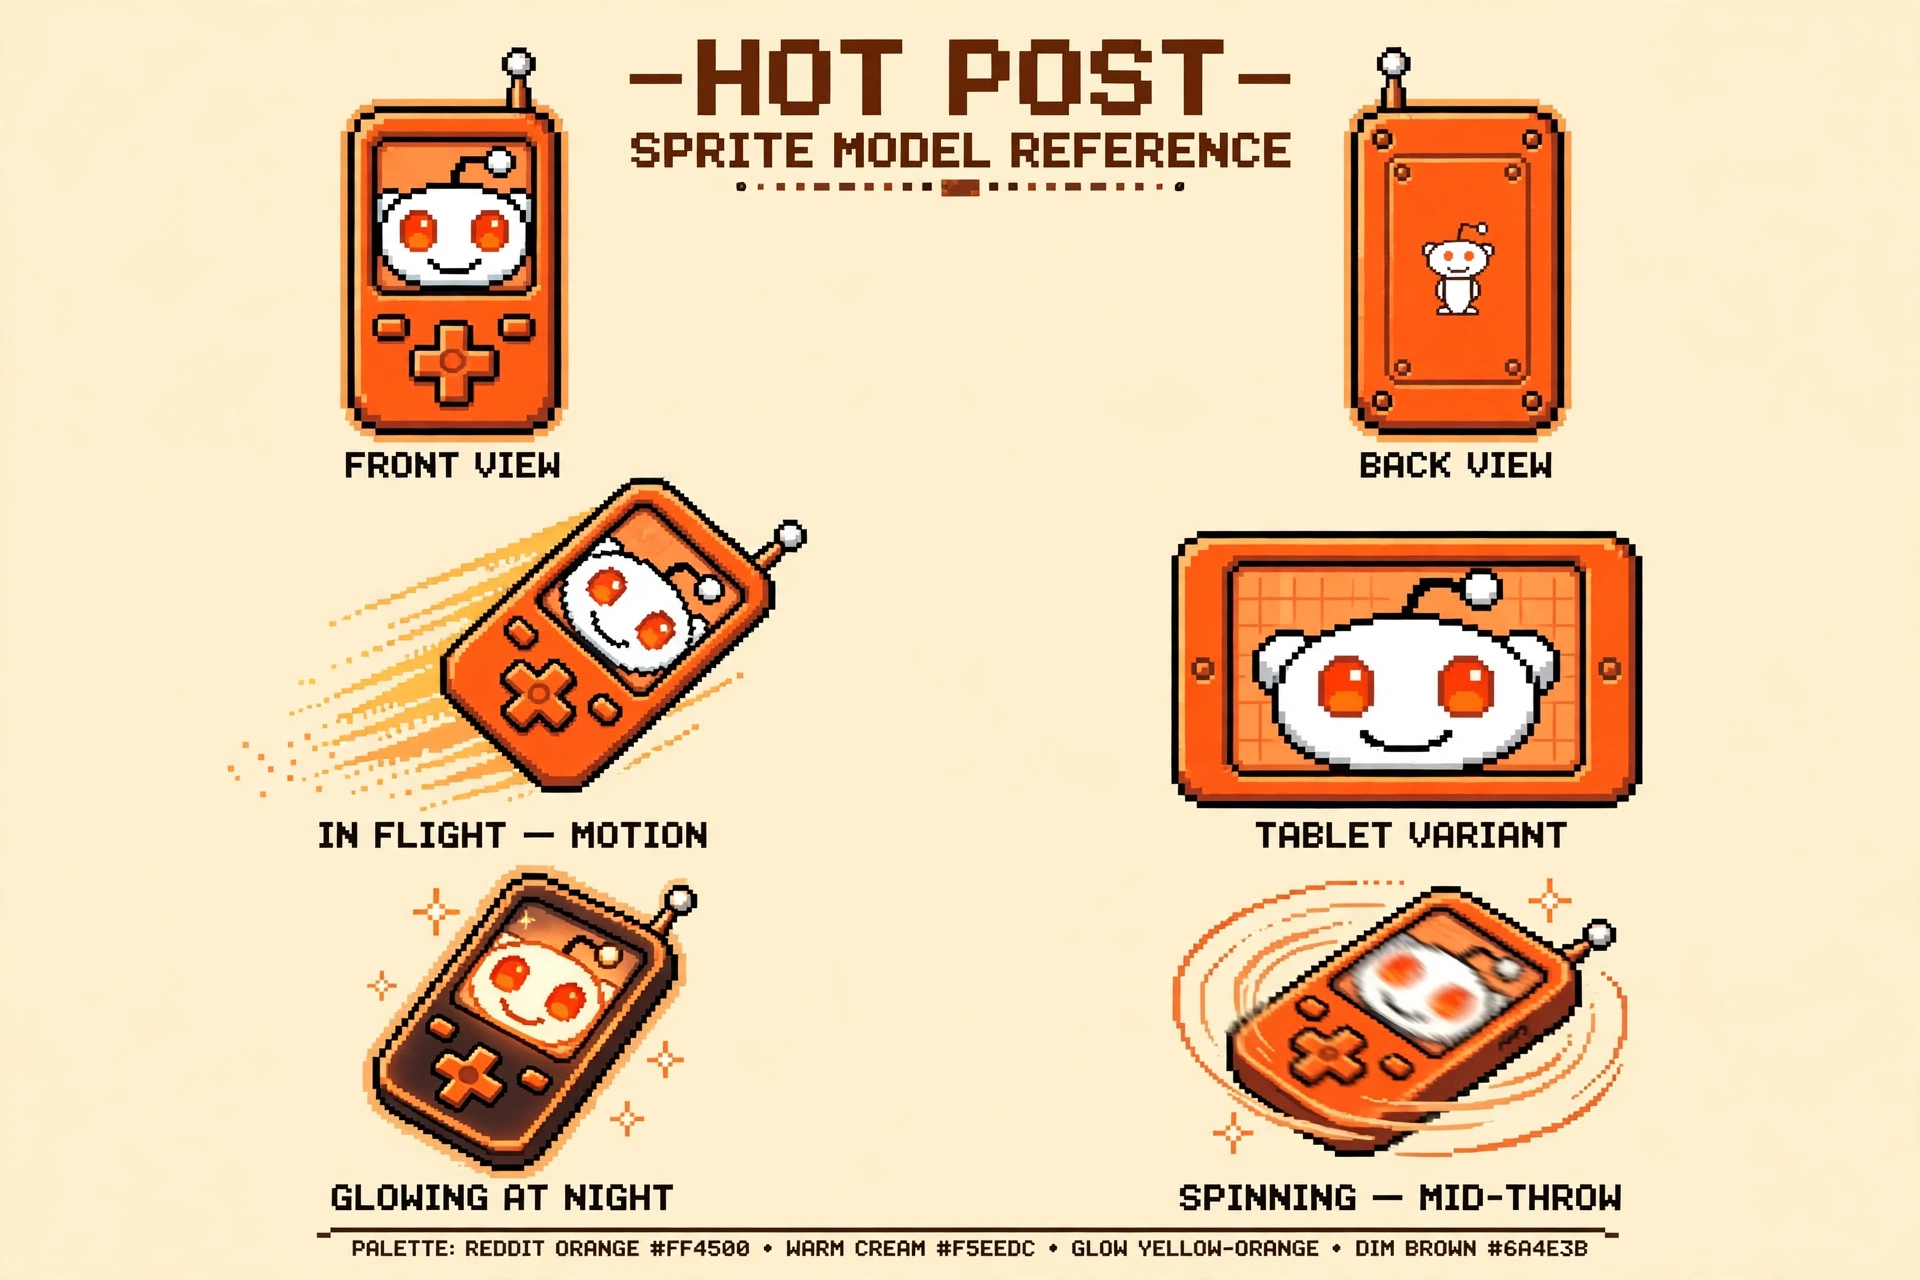 —HOT POST—
SPRITE MODEL REFERENCE
FRONT VIEW
BACK VIEW
IN FLIGHT — MOTION
TABLET VARIANT
GLOWING AT NIGHT
SPINNING — MID-THROW
PALETTE: REDDIT ORANGE #FF4500 • WARM CREAM #F5EEDC • GLOW YELLOW-ORANGE • DIM BROWN #6A4E3B